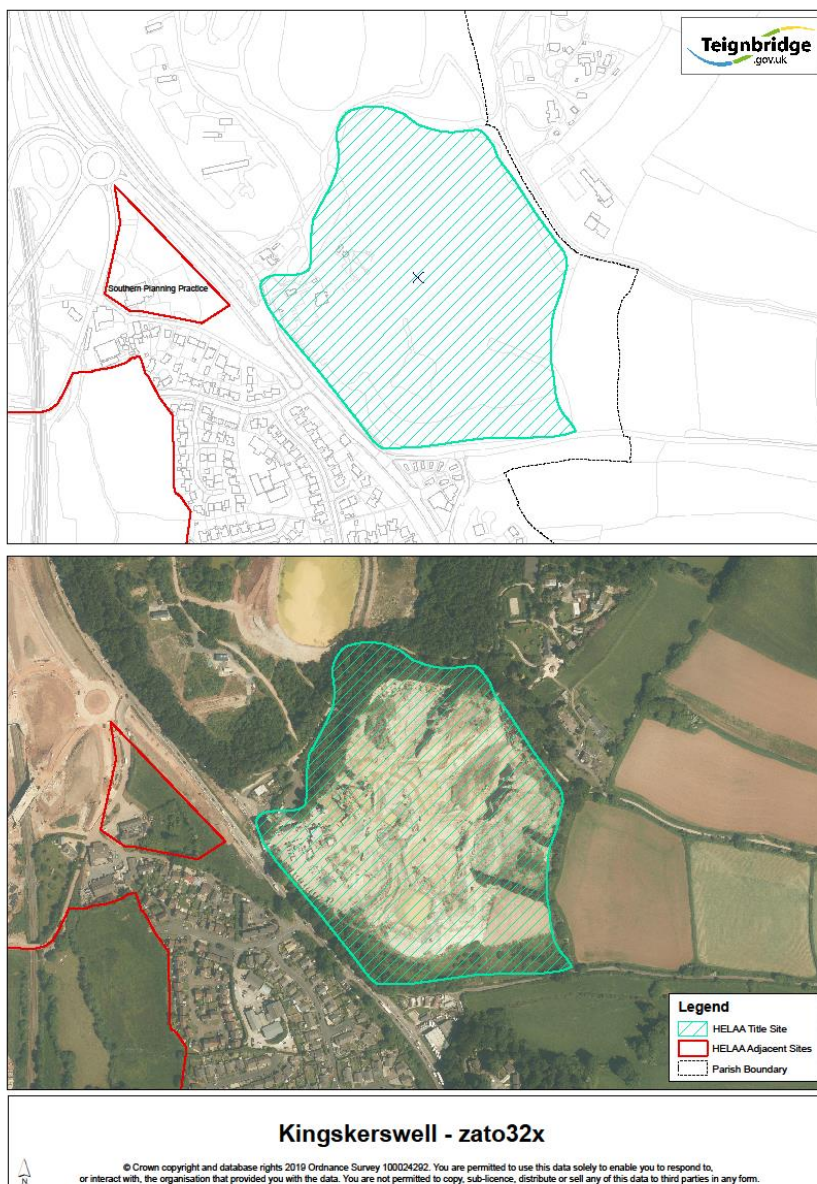 Teignbridge
.gov.uk
Southern Planning Practice
Legend
HELAA Title Site
HELAA Adjacent Sites
Parish Boundary
Kingskerswell - zato32x
N
© Crown copyright and database rights 2019 Ordnance Survey 100024292. You are permitted to use this data solely to enable you to respond to,
or interact with, the organisation that provided you with the data. You are not permitted to copy, sub-licence, distribute or sell any of this data to third parties in any form.